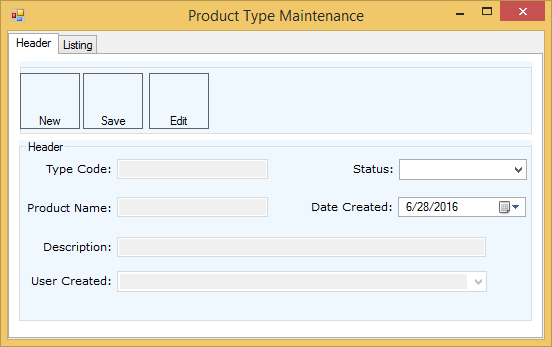 Product Type Maintenance
Header Listing
New Save Edit
Header
Type Code: Status:
Product Name: Date Created: 6/28/2016
Description:
User Created: